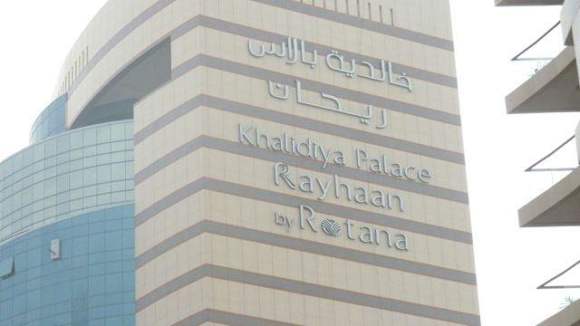 خالدية بالاس
ريحان
Khalidiya Palace
Rayhaan
by Rotana